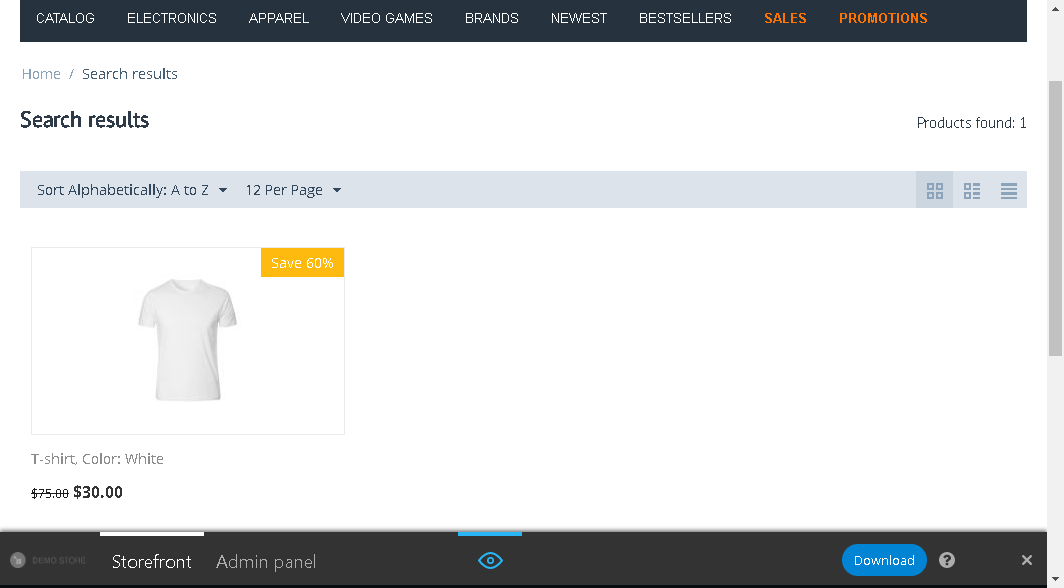 CATALOG ELECTRONICS APPAREL VIDEO GAMES BRANDS NEWEST BESTSELLERS SALES PROMOTIONS
Home / Search results
Search results
Products found: 1
Sort Alphabetically: A to Z 12 Per Page
Save 60%
T-shirt, Color: White
$75.00 $30.00
DEMO STORE Storefront Admin panel Download ?